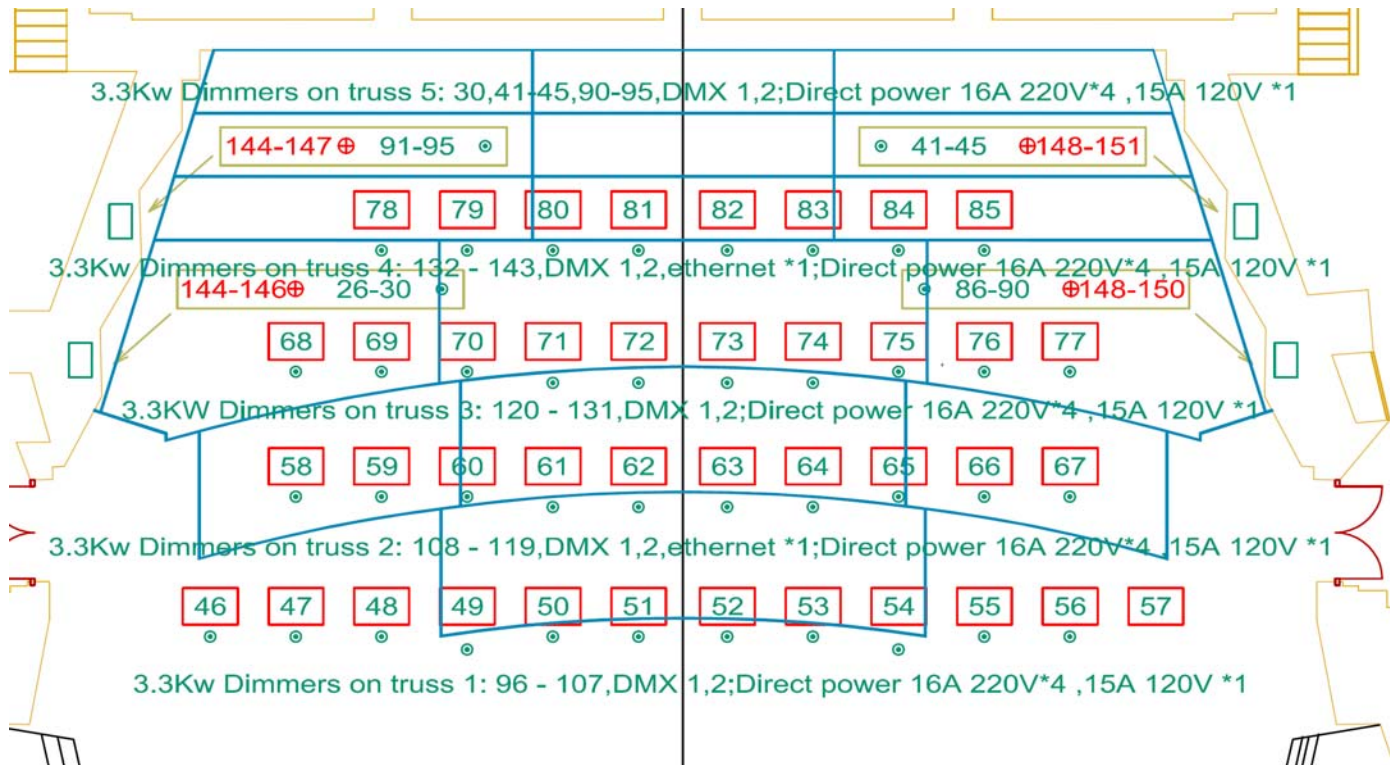 3.3Kw Dimmers on truss 5: 30,41-45,90-95,DMX 1,2;Direct power 16A 220V*4 ,15A 120V *1
144-147 91-95 41-45 148-151
78 79 80 81 82 83 84 85
3.3Kw Dimmers on truss 4: 132 - 143,DMX 1,2,ethernet *1;Direct power 16A 220V*4 ,15A 120V *1
144-146 26-30 86-90 148-150
68 69 70 71 72 73 74 75 76 77
3.3KW Dimmers on truss 3: 120 - 131,DMX 1,2;Direct power 16A 220V*4 ,15A 120V *1
58 59 60 61 62 63 64 65 66 67
3.3Kw Dimmers on truss 2: 108 - 119,DMX 1,2,ethernet *1;Direct power 16A 220V*4 ,15A 120V *1
46 47 48 49 50 51 52 53 54 55 56 57
3.3Kw Dimmers on truss 1: 96 - 107,DMX 1,2;Direct power 16A 220V*4 ,15A 120V *1